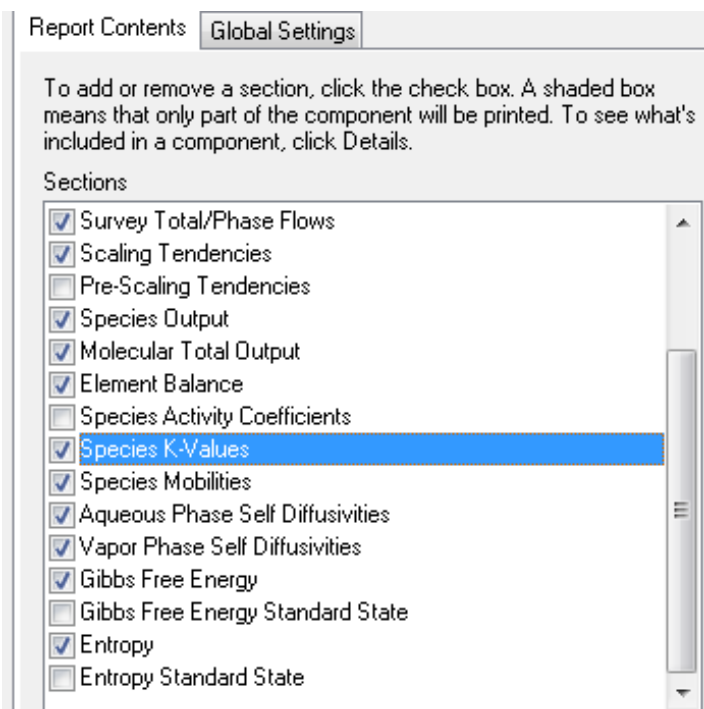 Report Contents
Global Settings
To add or remove a section, click the check box. A shaded box
means that only part of the component will be printed. To see what's
included in a component, click Details.
Sections
Survey Total/Phase Flows
Scaling Tendencies
Pre-Scaling Tendencies
Species Output
Molecular Total Output
Element Balance
Species Activity Coefficients
Species K-Values
Species Mobilities
Aqueous Phase Self Diffusivities
Vapor Phase Self Diffusivities
Gibbs Free Energy
Gibbs Free Energy Standard State
Entropy
Entropy Standard State